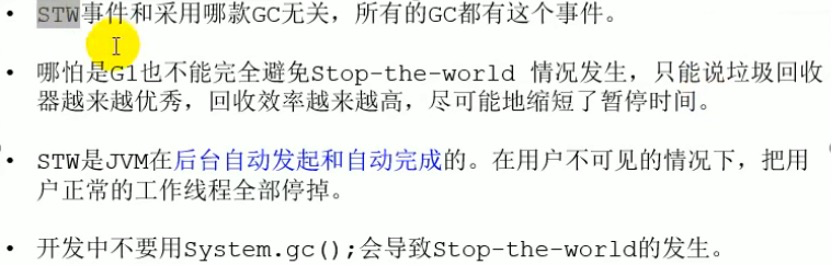 • STW事件和采用哪款GC无关，所有的GC都有这个事件。
• 哪怕是G1也不能完全避免Stop-the-world 情况发生，只能说垃圾回收
器越来越优秀，回收效率越来越高，尽可能地缩短了暂停时间。
• STW是JVM在后台自动发起和自动完成的。在用户不可见的情况下，把用
户正常的工作线程全部停掉。
• 开发中不要用System.gc();会导致Stop-the-world的发生。